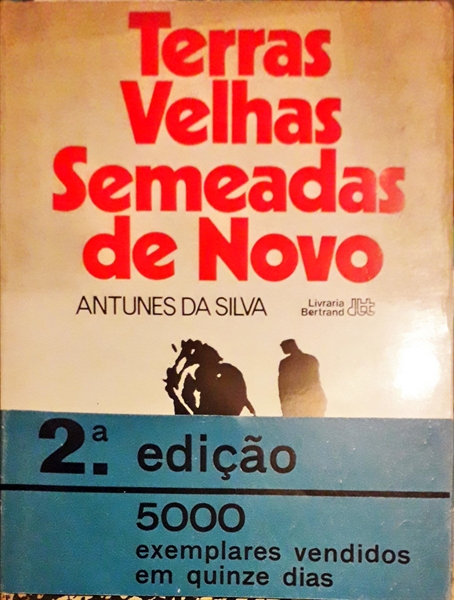 Terras
Velhas
Semeadas
de Novo
ANTUNES DA SILVA
Livraria
Bertrand
2.ª edição
5000
exemplares vendidos
em quinze dias